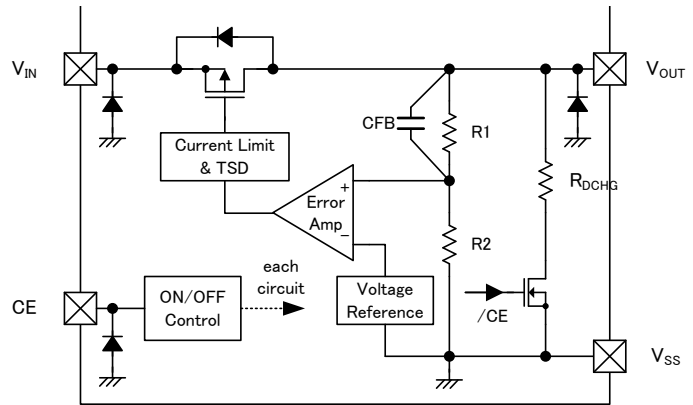 VIN
VOUT
CFB
R1
Current Limit
& TSD
RDCHG
+
Error
Amp
−
R2
each
circuit
CE
ON/OFF
Control
Voltage
Reference
/CE
VSS